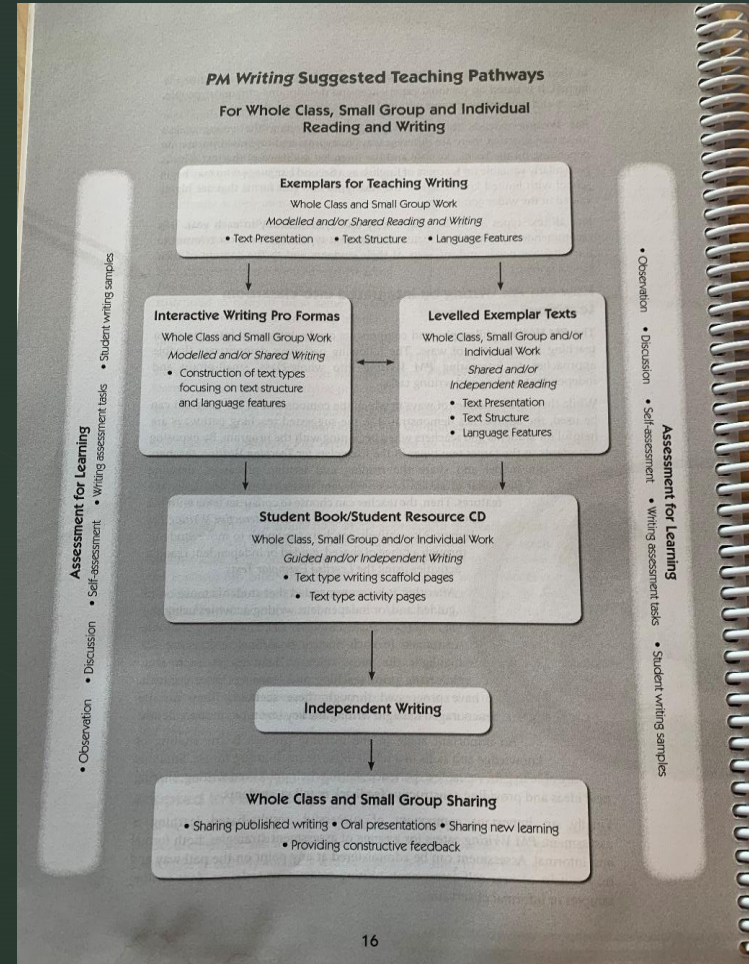 PM Writing Suggested Teaching Pathways
For Whole Class, Small Group and Individual
Reading and Writing
Exemplars for Teaching Writing
Whole Class and Small Group Work
Modelled and/or Shared Reading and Writing
• Text Presentation • Text Structure • Language Features
Interactive Writing Pro Formas
Whole Class and Small Group Work
Modelled and/or Shared Writing
• Construction of text types
focusing on text structure
and language features
Levelled Exemplar Texts
Whole Class, Small Group and/or
Individual Work
Shared and/or
Independent Reading
• Text Presentation
• Text Structure
• Language Features
Student Book/Student Resource CD
Whole Class, Small Group and/or Individual Work
Guided and/or Independent Writing
• Text type writing scaffold pages
• Text type activity pages
Independent Writing
Whole Class and Small Group Sharing
• Sharing published writing • Oral presentations • Sharing new learning
• Providing constructive feedback
Assessment for Learning
• Observation • Discussion • Self-assessment • Writing assessment tasks • Student writing samples
Assessment for Learning
• Observation • Discussion • Self-assessment • Writing assessment tasks • Student writing samples
16